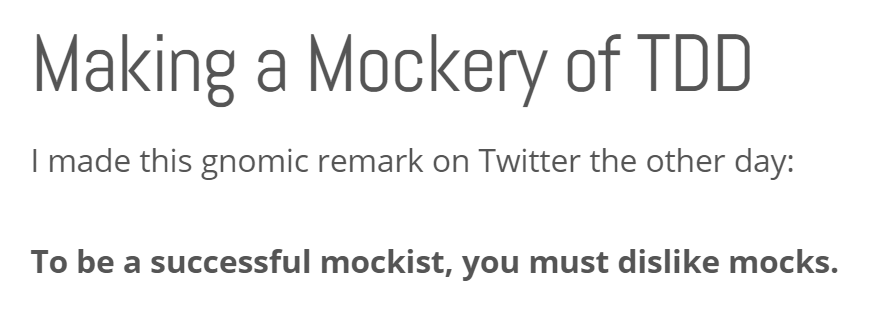 Making a Mockery of TDD
I made this gnomic remark on Twitter the other day:
To be a successful mockist, you must dislike mocks.